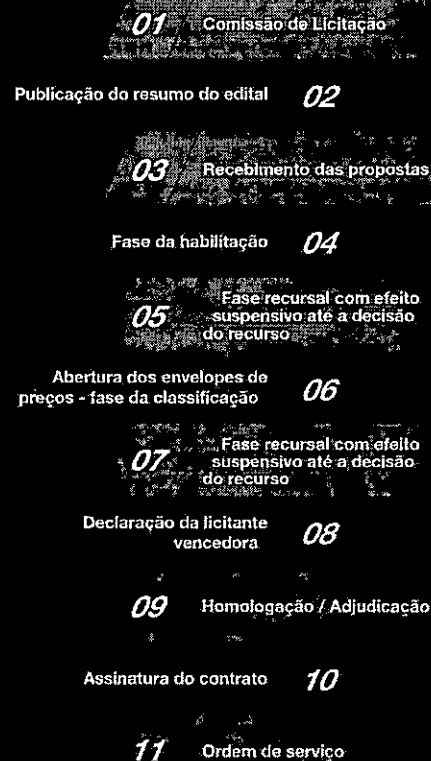 01 Comissão de Licitação
Publicação do resumo do edital 02
03 Recebimento das propostas
Fase da habilitação 04
Fase recursal com efeito
05 suspensivo até a decisão
do recurso
Abertura dos envelopes de
preços - fase da classificação 06
Fase recursal com efeito
07 suspensivo até a decisão
do recurso
Declaração da licitante
vencedora 08
09 Homologação / Adjudicação
Assinatura do contrato 10
11 Ordem de serviço